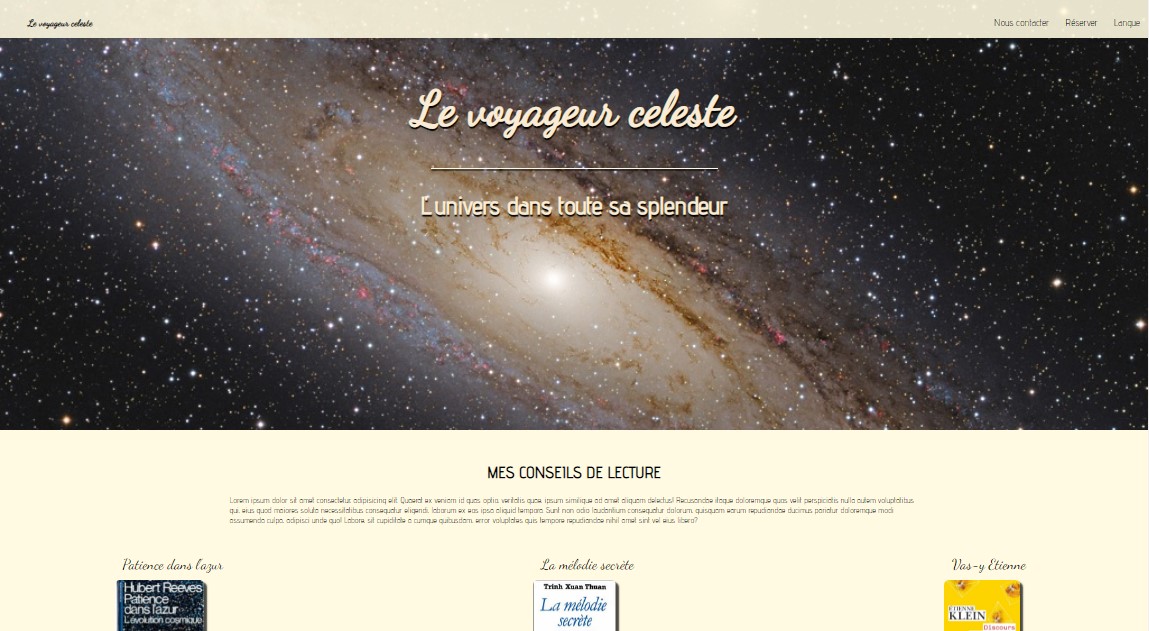 Le voyageur celeste
Nous contacter Réserver Langue
Le voyageur celeste
L'univers dans toute sa splendeur
MES CONSEILS DE LECTURE
Lorem ipsum dolor sit amet consectetur, adipisicing elit. Quaerat ex veniam id quas optio, veritatis quae, ipsum similique ad amet aliquam delectus! Recusandae itaque doloremque quos velit perspiciatis nulla autem voluptatibus
qui, eius quod maiores soluta necessitatibus consequatur eligendi, laborum ex eos ipsa aliquid tempora. Sunt non odio laudantium consequatur dolorum, quisquam earum repudiandae ducimus pariatur doloremque modi
assumenda culpa, adipisci unde quo! Labore, sit cupiditate a cumque quibusdam, error voluptates quis tempore repudiandae nihil amet sint vel eius libero?
Patience dans l'azur
La mélodie secrète
Vas-y Etienne
Hubert Reeves
Patience
dans l'azur
L'évolution cosmique
Trinh Xuan Thuan
La mélodie
secrète
ETIENNE
KLEIN
Discours